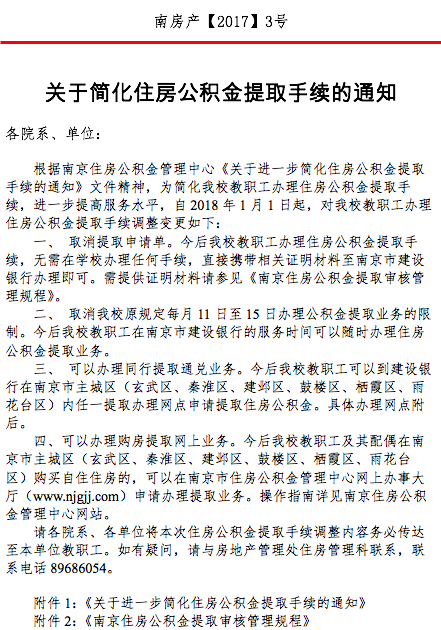 南房产【2017】3号
关于简化住房公积金提取手续的通知
各院系、单位：
根据南京住房公积金管理中心《关于进一步简化住房公积金提取
手续的通知》文件精神，为简化我校教职工办理住房公积金提取手
续，进一步提高服务水平，自 2018 年 1 月 1 日起，对我校教职工办理
住房公积金提取手续调整变更如下：
一、 取消提取申请单。今后我校教职工办理住房公积金提取手
续，无需在学校办理任何手续，直接携带相关证明材料至南京市建设
银行办理即可。需提供证明材料请参见《南京住房公积金提取审核管
理规程》。
二、 取消我校原规定每月 11 日至 15 日办理公积金提取业务的限
制。今后我校教职工在南京市建设银行的服务时间可以随时办理住房
公积金提取业务。
三、可以办理同行提取通兑业务。今后我校教职工可以到建设银
行在南京市主城区（玄武区、秦淮区、建邺区、鼓楼区、栖霞区、雨
花台区）内任一提取办理网点申请提取住房公积金。具体办理网点附
后。
四、可以办理购房提取网上业务。今后我校教职工及其配偶在南
京市主城区（玄武区、秦淮区、建邺区、鼓楼区、栖霞区、雨花台
区）购买自住住房的，可以在南京市住房公积金管理中心网上办事大
厅（www.njgjj.com）申请办理提取业务。操作指南详见南京住房公积
金管理中心网站。
请各院系、各单位将本次住房公积金提取手续调整内容务必传达
至本单位教职工。如有疑问，请与房地产管理处住房管理科联系，联
系电话 89686054。
附件 1：《关于进一步简化住房公积金提取手续的通知》
附件 2：《南京住房公积金提取审核管理规程》